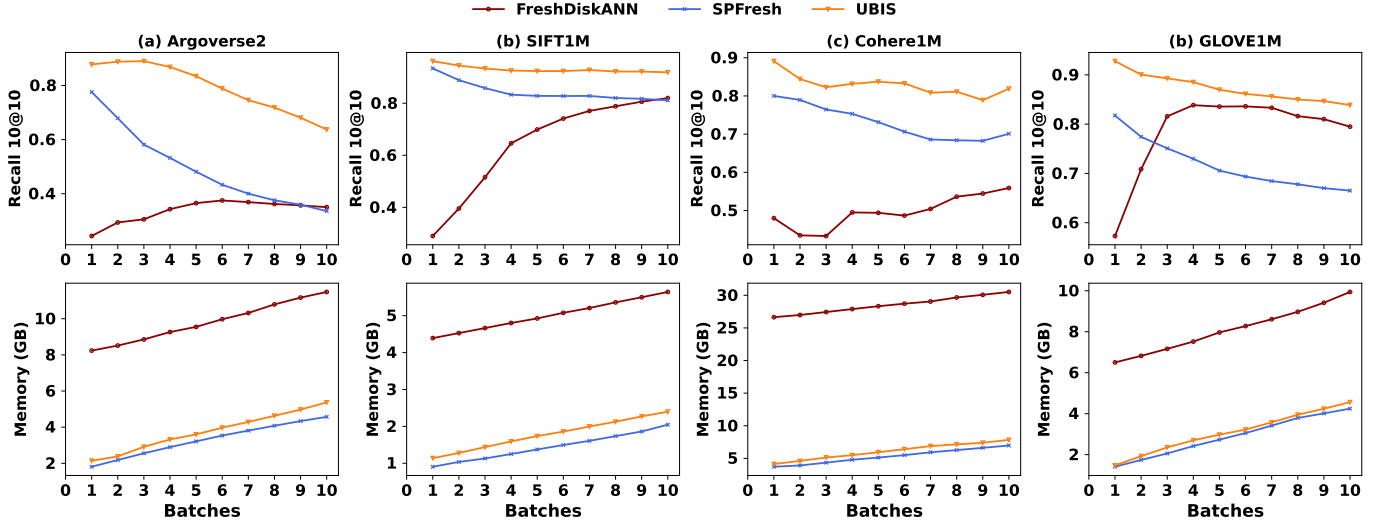 FreshDiskANN SPFresh UBIS
(a) Argoverse2
Recall 10@10
0.8
0.6
0.4
0 1 2 3 4 5 6 7 8 9 10
(b) SIFT1M
Recall 10@10
0.8
0.6
0.4
0 1 2 3 4 5 6 7 8 9 10
(c) Cohere1M
Recall 10@10
0.9
0.8
0.7
0.6
0.5
0 1 2 3 4 5 6 7 8 9 10
(b) GLOVE1M
Recall 10@10
0.9
0.8
0.7
0.6
0 1 2 3 4 5 6 7 8 9 10
Memory (GB)
10
8
6
4
2
0 1 2 3 4 5 6 7 8 9 10
Batches
Memory (GB)
5
4
3
2
1
0 1 2 3 4 5 6 7 8 9 10
Batches
Memory (GB)
30
25
20
15
10
5
0 1 2 3 4 5 6 7 8 9 10
Batches
Memory (GB)
10
8
6
4
2
0 1 2 3 4 5 6 7 8 9 10
Batches